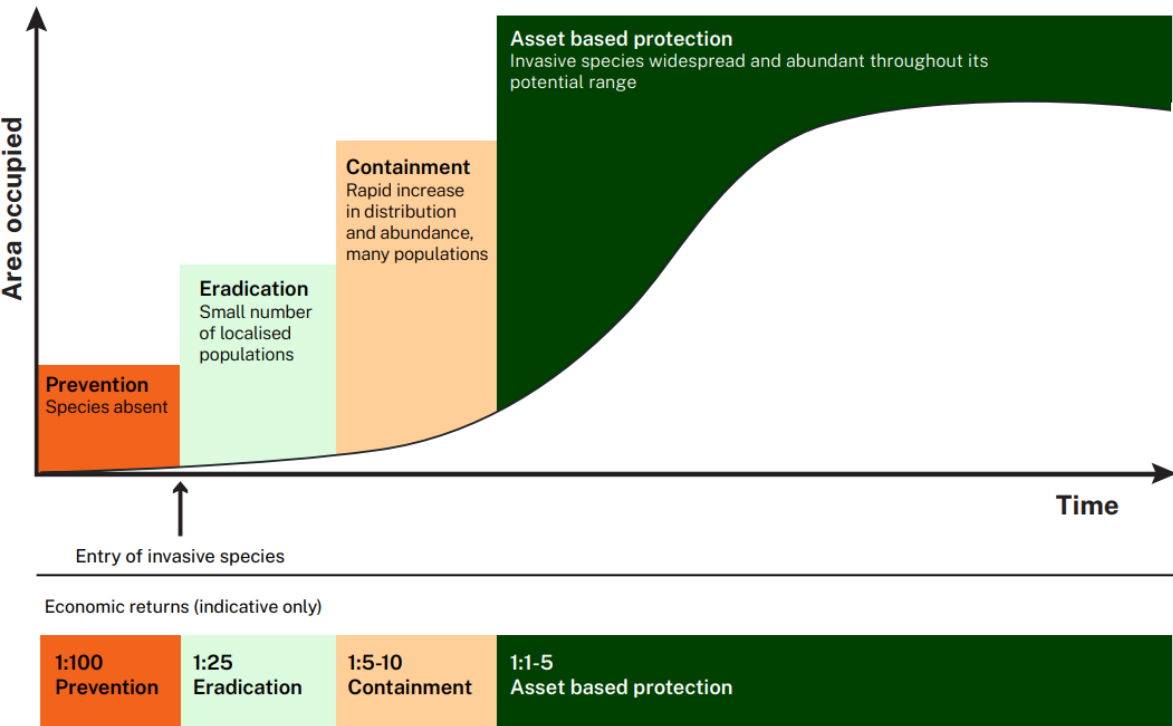 Area occupied
Asset based protection
Invasive species widespread and abundant throughout its
potential range
Containment
Rapid increase
in distribution
and abundance,
many populations
Eradication
Small number
of localised
populations
Prevention
Species absent
Time
Entry of invasive species
Economic returns (indicative only)
1:100
Prevention
1:25
Eradication
1:5-10
Containment
1:1-5
Asset based protection